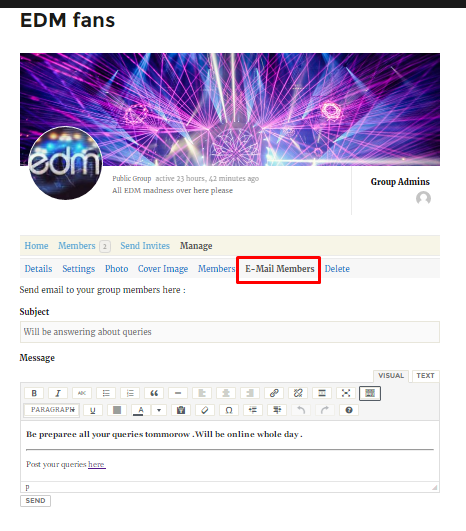 EDM fans
edm
Public Group active 23 hours, 42 minutes ago
All EDM madness over here please
Group Admins
Home Members 2 Send Invites Manage
Details Settings Photo Cover Image Members E-Mail Members Delete
Send email to your group members here :
Subject
Will be answering about queries
Message
VISUAL TEXT
B I ABC
PARAGRAPH U A Ω
Be preparee all your queries tommorow .Will be online whole day .
Post your queries here.
p
SEND